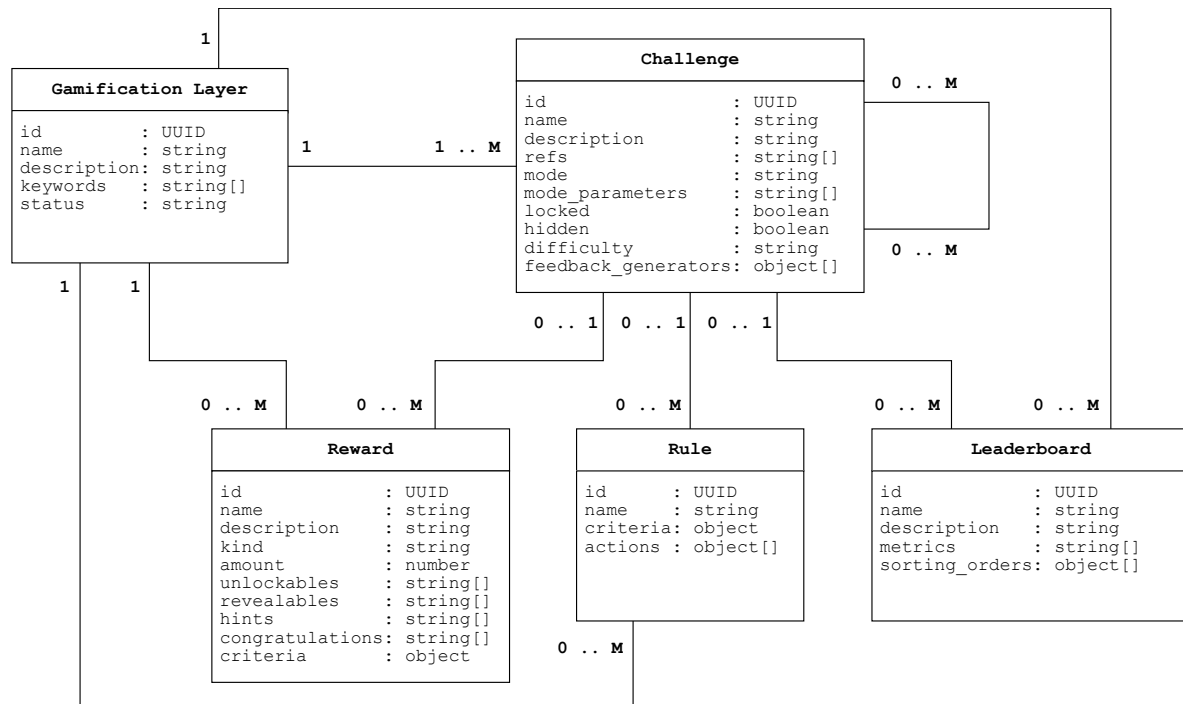 1
Challenge
Gamification Layer
0 .. M
id : UUID
name : string
description: string
keywords : string[]
status : string
1
1 .. M
id : UUID
name : string
description : string
refs : string[]
mode : string
mode_parameters : string[]
locked : boolean
hidden : boolean
difficulty : string
feedback_generators: object[]
0 .. M
1
1
0 .. 1
0 .. 1
0 .. 1
0 .. M
0 .. M
0 .. M
0 .. M
0 .. M
Reward
id : UUID
name : string
description : string
kind : string
amount : number
unlockables : string[]
revealables : string[]
hints : string[]
congratulations: string[]
criteria : object
Rule
id : UUID
name : string
criteria: object
actions : object[]
0 .. M
Leaderboard
id : UUID
name : string
description : string
metrics : string[]
sorting_orders: object[]